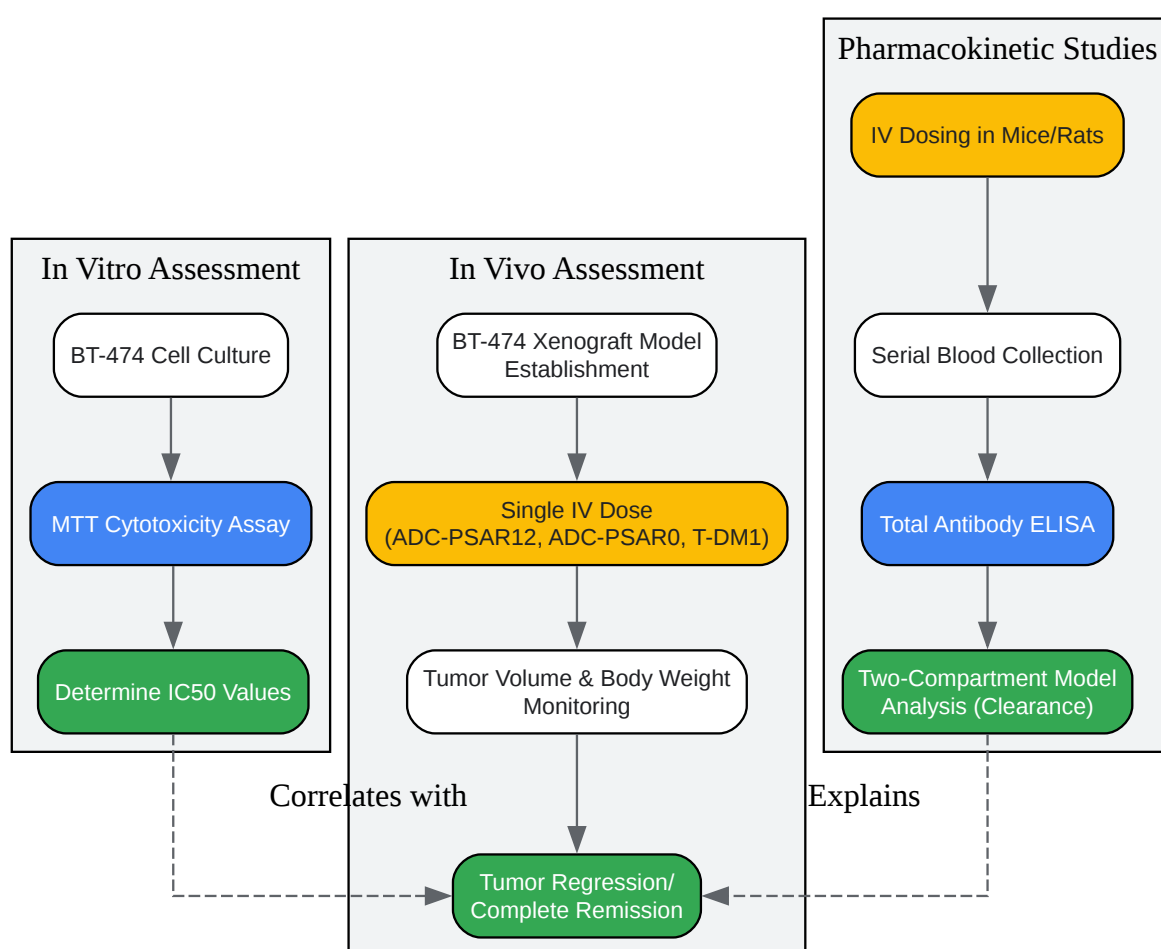 In Vitro Assessment
BT-474 Cell Culture
MTT Cytotoxicity Assay
Determine IC50 Values
Correlates with
In Vivo Assessment
BT-474 Xenograft Model
Establishment
Single IV Dose
(ADC-PSAR12, ADC-PSAR0, T-DM1)
Tumor Volume & Body Weight
Monitoring
Tumor Regression/
Complete Remission
Pharmacokinetic Studies
IV Dosing in Mice/Rats
Serial Blood Collection
Total Antibody ELISA
Two-Compartment Model
Analysis (Clearance)
Explains